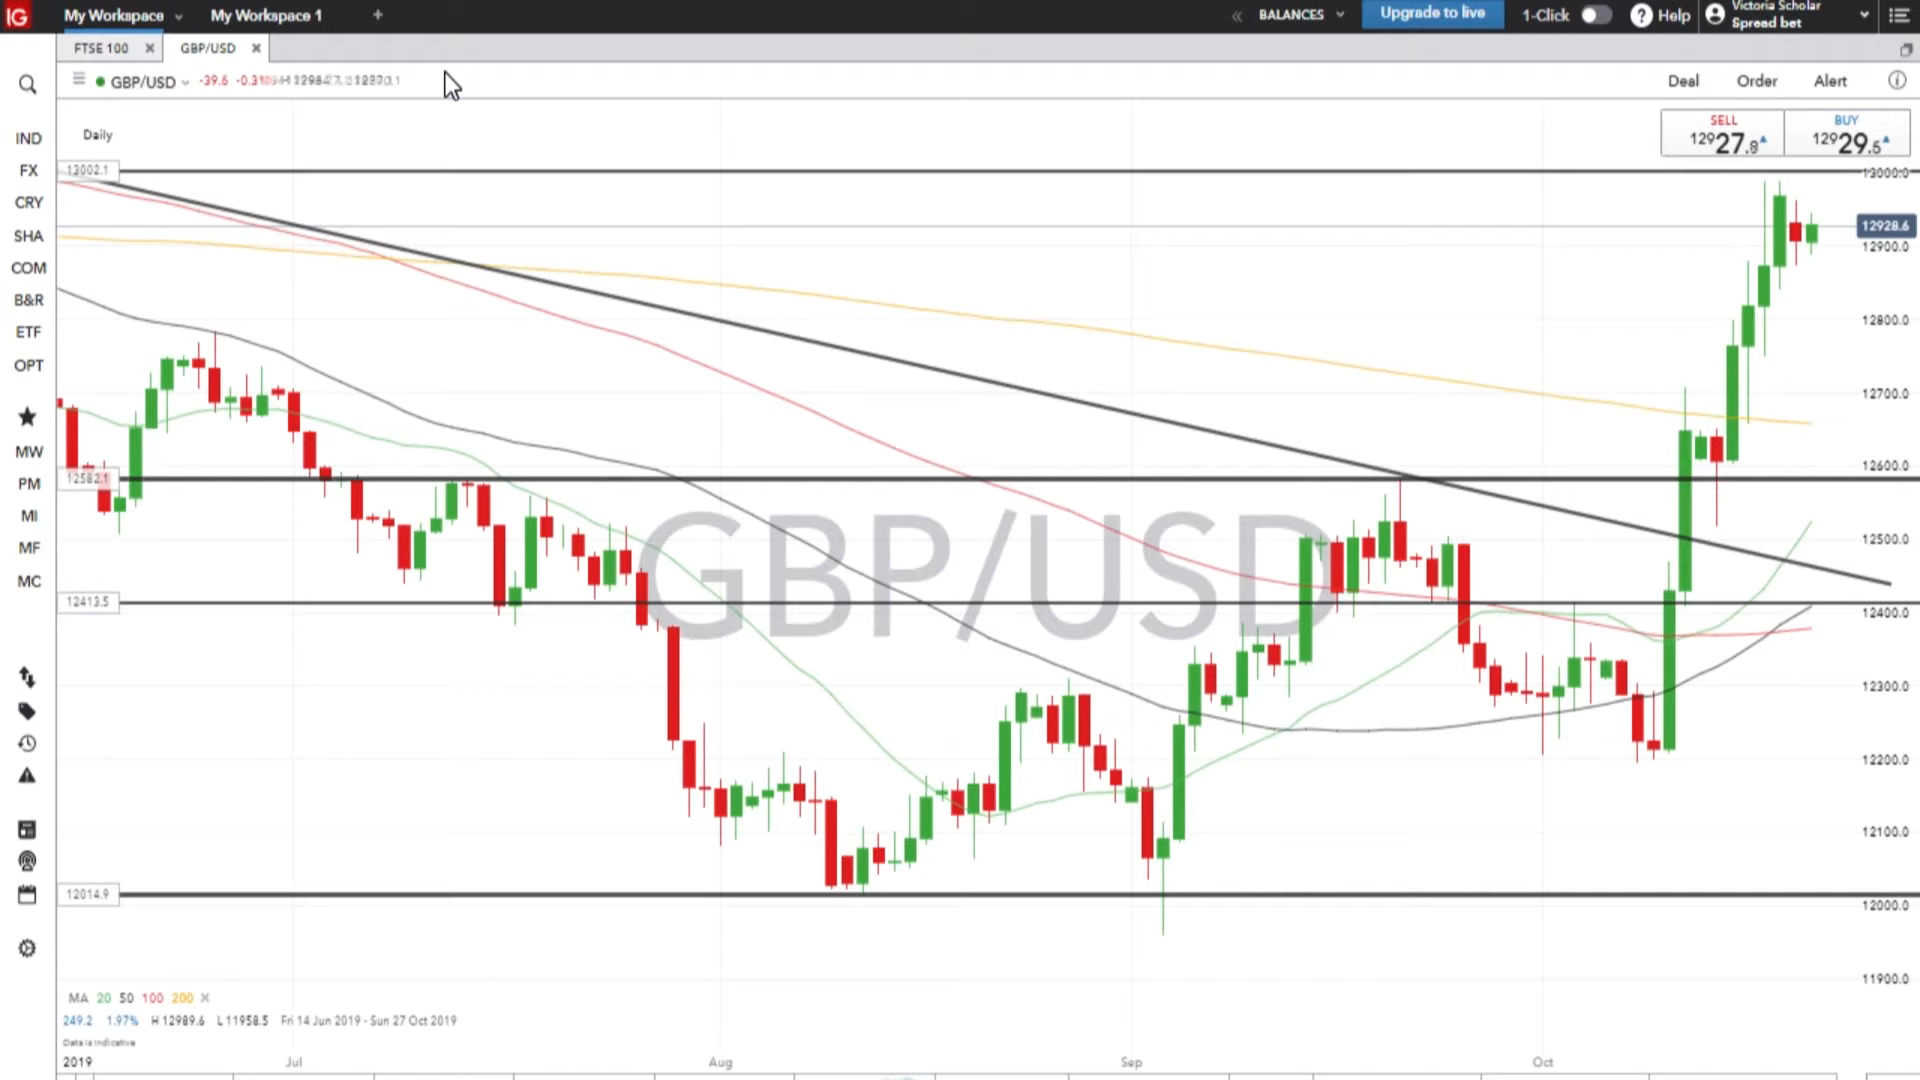 IG My Workspace My Workspace 1 + « BALANCES Upgrade to live 1-Click ? Help Victoria Scholar
Spread bet
FTSE 100 × GBP/USD ×
GBP/USD -39.6
Deal Order Alert
IND
FX
CRY
SHA
COM
B&R
ETF
OPT
MW
PM
MI
MF
MC
Daily
SELL BUY
12927.8 12929.6
13002.1
12582.1
12413.5
12014.9
GBP/USD
13000.0
12928.6
12900.0
12800.0
12700.0
12600.0
12500.0
12400.0
12300.0
12200.0
12100.0
12000.0
11900.0
MA 20 50 100 200 ×
249.2 1.97% H 12989.6 L 11958.5 Fri 14 Jun 2019 - Sun 27 Oct 2019
Data is indicative
2019 Jul Aug Sep Oct